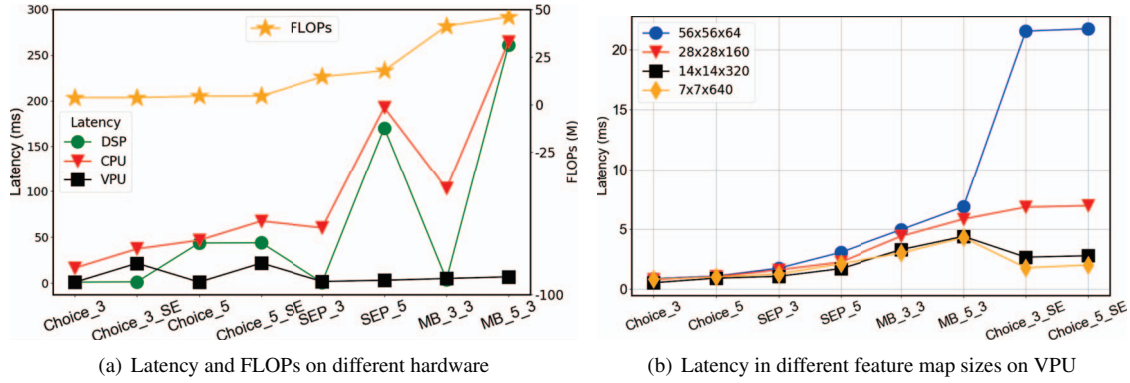 300
250
200
150
100
50
0
Latency (ms)
FLOPs
Latency
DSP
CPU
VPU
50
25
0
-25
-100
FLOPs (M)
Choice_3
Choice_3_SE
Choice_5
Choice_5_SE
SEP_3
SEP_5
MB_3_3
MB_5_3
(a) Latency and FLOPs on different hardware
20
15
10
5
0
Latency (ms)
56x56x64
28x28x160
14x14x320
7x7x640
Choice_3
Choice_5
SEP_3
SEP_5
MB_3_3
MB_5_3
Choice_3_SE
Choice_5_SE
(b) Latency in different feature map sizes on VPU